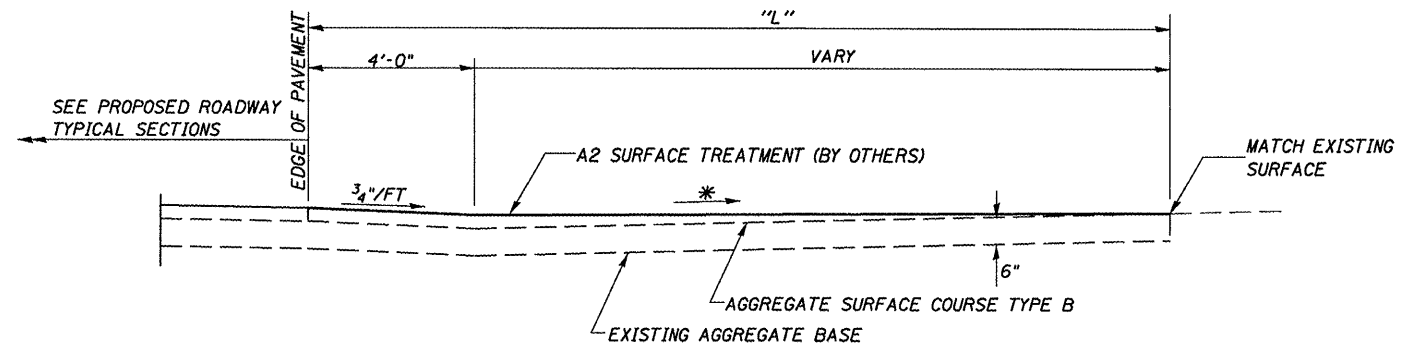 "L"
4'-0"
VARY
EDGE OF PAVEMENT
SEE PROPOSED ROADWAY
TYPICAL SECTIONS
A2 SURFACE TREATMENT (BY OTHERS)
MATCH EXISTING
SURFACE
3/4"/FT
*
6"
AGGREGATE SURFACE COURSE TYPE B
EXISTING AGGREGATE BASE